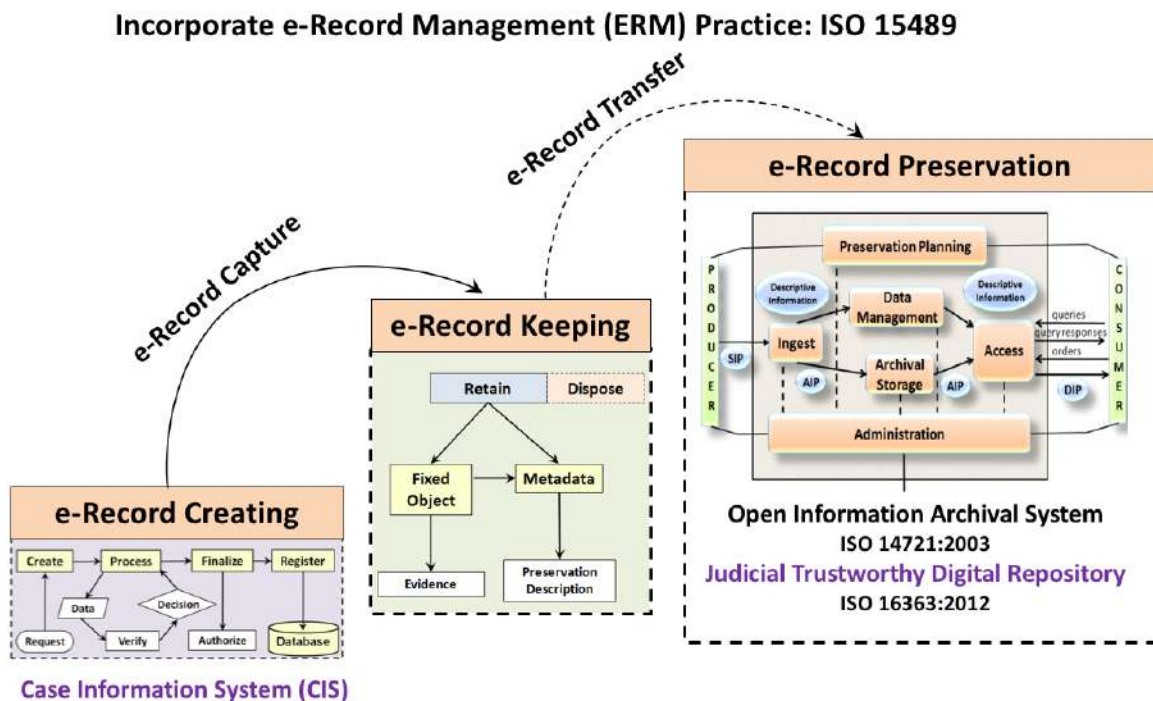 Incorporate e-Record Management (ERM) Practice: ISO 15489
e-Record Capture
e-Record Transfer
e-Record Creating
Create
Process
Finalize
Register
Data
Decision
Request
Verify
Authorize
Database
Case Information System (CIS)
e-Record Keeping
Retain
Dispose
Fixed
Object
Metadata
Evidence
Preservation
Description
e-Record Preservation
Preservation Planning
PRODUCER
Descriptive
Information
Descriptive
Information
Data
Management
Ingest
SIP
Archival
Storage
AIP
AIP
Access
queries
query responses
orders
DIP
CONSUMER
Administration
Open Information Archival System
ISO 14721:2003
Judicial Trustworthy Digital Repository
ISO 16363:2012